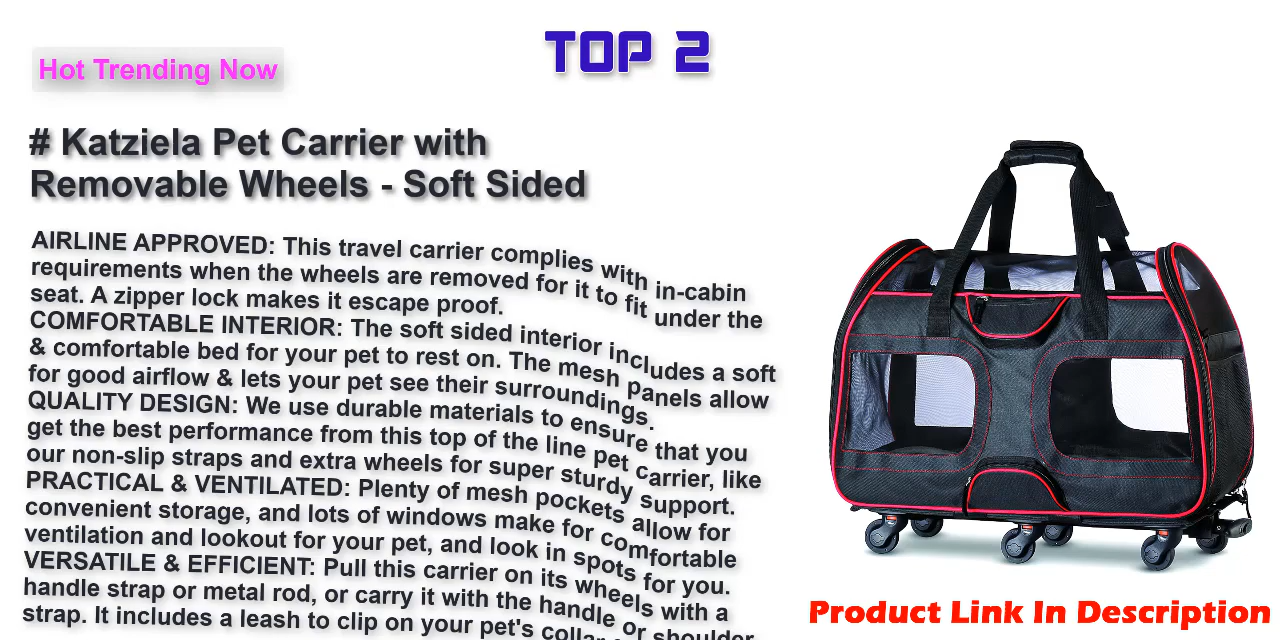 TOP 2
Hot Trending Now
# Katziela Pet Carrier with
Removable Wheels - Soft Sided
AIRLINE APPROVED: This travel carrier complies with in-cabin
requirements when the wheels are removed for it to fit under the
seat. A zipper lock makes it escape proof.
COMFORTABLE INTERIOR: The soft sided interior includes a soft
& comfortable bed for your pet to rest on. The mesh panels allow
for good airflow & lets your pet see their surroundings.
QUALITY DESIGN: We use durable materials to ensure that you
get the best performance from this top of the line pet carrier, like
our non-slip straps and extra wheels for super sturdy support.
PRACTICAL & VENTILATED: Plenty of mesh pockets allow for
convenient storage, and lots of windows make for comfortable
ventilation and lookout for your pet, and look in spots for you.
VERSATILE & EFFICIENT: Pull this carrier on its wheels with a
handle strap or metal rod, or carry it with the handle or shoulder
strap. It includes a leash to clip on your pet's collar
Product Link In Description